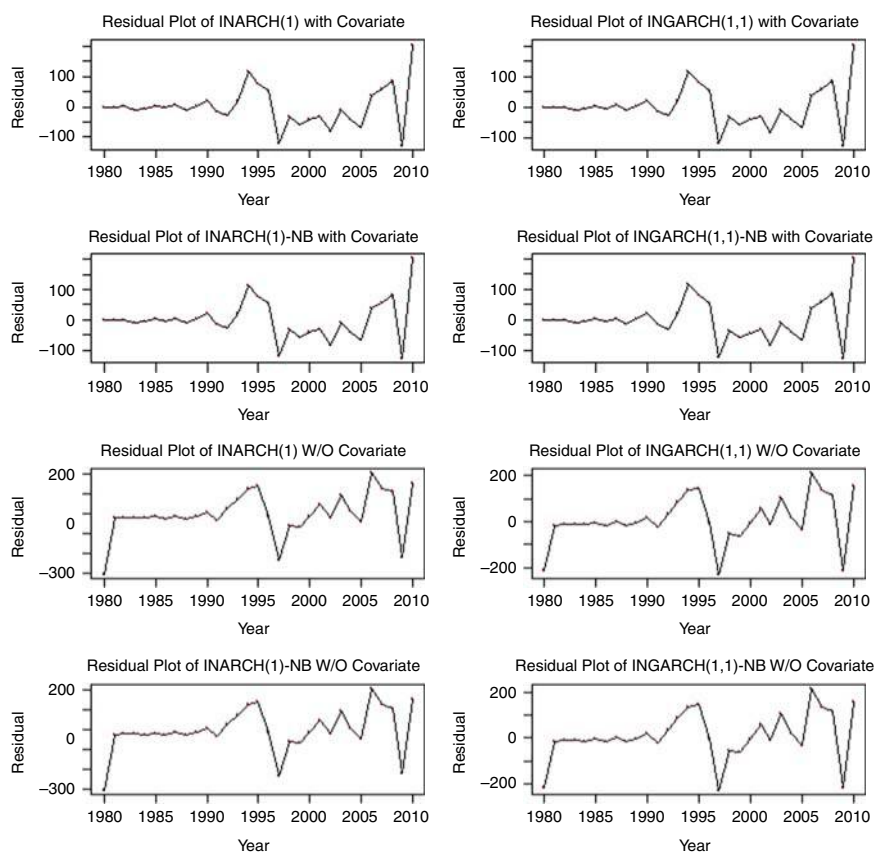 Residual Plot of INARCH(1) with Covariate
Residual
100
0
−100
1980 1985 1990 1995 2000 2005 2010
Year
Residual Plot of INGARCH(1,1) with Covariate
Residual
100
0
−100
1980 1985 1990 1995 2000 2005 2010
Year
Residual Plot of INARCH(1)-NB with Covariate
Residual
100
0
−100
1980 1985 1990 1995 2000 2005 2010
Year
Residual Plot of INGARCH(1,1)-NB with Covariate
Residual
100
0
−100
1980 1985 1990 1995 2000 2005 2010
Year
Residual Plot of INARCH(1) W/O Covariate
Residual
200
0
−300
1980 1985 1990 1995 2000 2005 2010
Year
Residual Plot of INGARCH(1,1) W/O Covariate
Residual
200
0
−200
1980 1985 1990 1995 2000 2005 2010
Year
Residual Plot of INARCH(1)-NB W/O Covariate
Residual
200
0
−300
1980 1985 1990 1995 2000 2005 2010
Year
Residual Plot of INGARCH(1,1)-NB W/O Covariate
Residual
200
0
−200
1980 1985 1990 1995 2000 2005 2010
Year